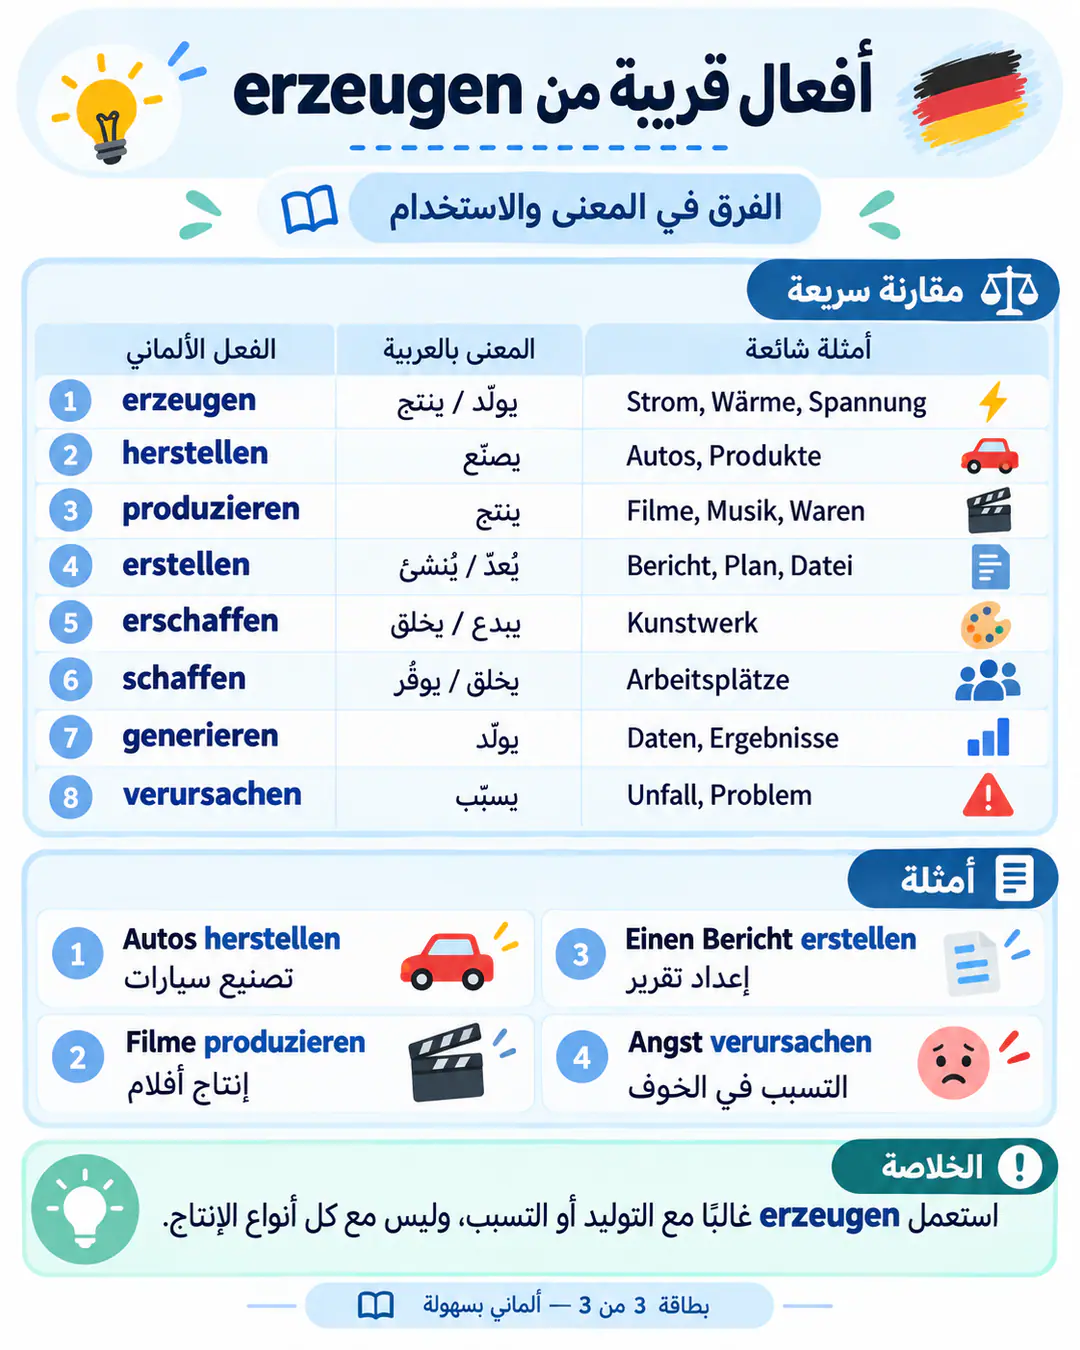 أفعال قريبة من erzeugen
الفرق في المعنى والاستخدام
مقارنة سريعة
الفعل الألماني المعنى بالعربية أمثلة شائعة
1 erzeugen يولّد / ينتج Strom, Wärme, Spannung
2 herstellen يصنّع Autos, Produkte
3 produzieren ينتج Filme, Musik, Waren
4 erstellen يُعدّ / يُنشئ Bericht, Plan, Datei
5 erschaffen يبدع / يخلق Kunstwerk
6 schaffen يخلق / يوقُر Arbeitsplätze
7 generieren يولّد Daten, Ergebnisse
8 verursachen يسبّب Unfall, Problem
أمثلة
1 Autos herstellen
تصنيع سيارات
2 Filme produzieren
إنتاج أفلام
3 Einen Bericht erstellen
إعداد تقرير
4 Angst verursachen
التسبب في الخوف
الخلاصة
استعمل erzeugen غالبًا مع التوليد أو التسبب، وليس مع كل أنواع الإنتاج.
بطاقة 3 من 3 — ألماني بسهولة